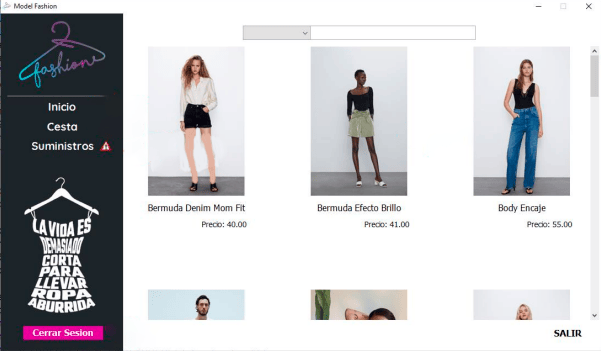 Model Fashion
fashione
Inicio
Cesta
Suministros
LA VIDA ES
DEMASIADO
CORTA
PARA
LLEVAR
ROPA
ABURRIDA
Cerrar Sesion
Bermuda Denim Mom Fit
Precio: 40.00
Bermuda Efecto Brillo
Precio: 41.00
Body Encaje
Precio: 55.00
SALIR